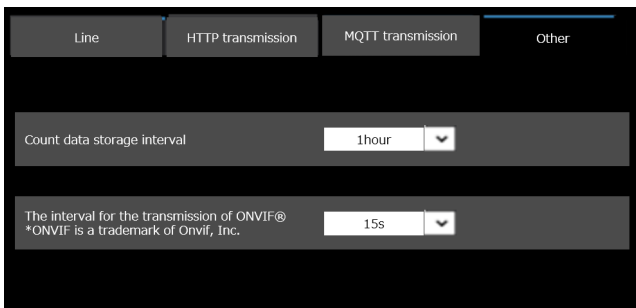 Line
HTTP transmission
MQTT transmission
Other
Count data storage interval
1hour
The interval for the transmission of ONVIF®
*ONVIF is a trademark of Onvif, Inc.
15s